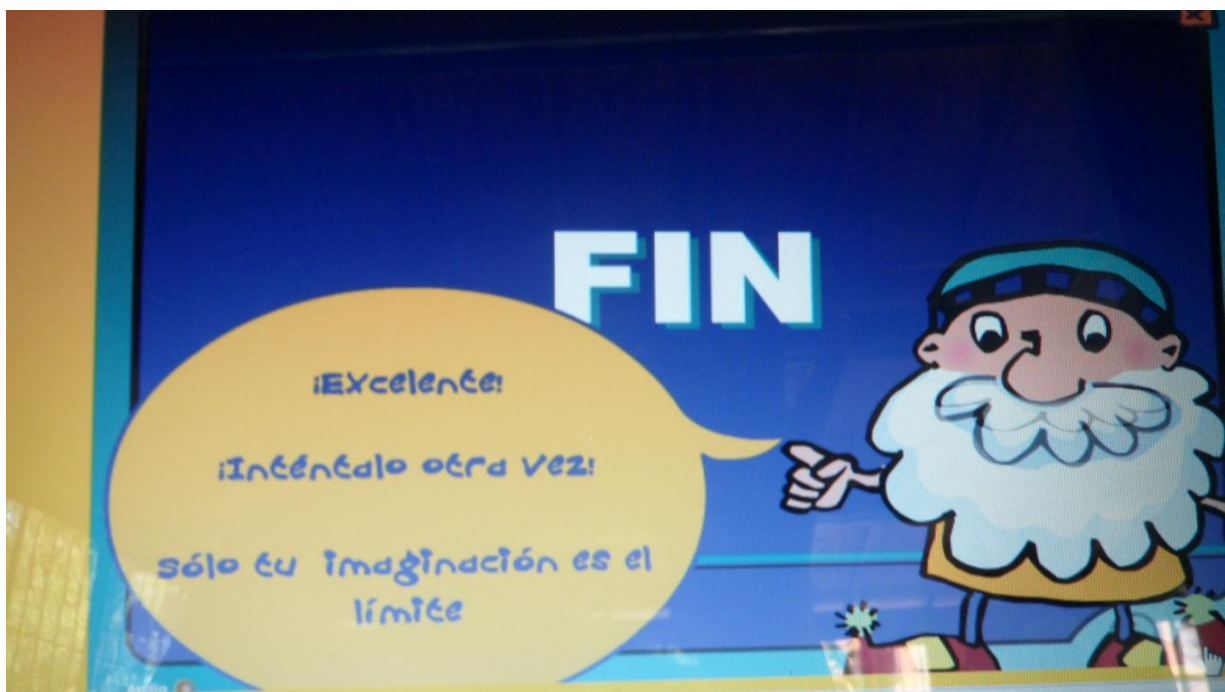 FIN
¡Excelente!
¡Inténtalo otra vez!
sólo tu imaginación es el
límite